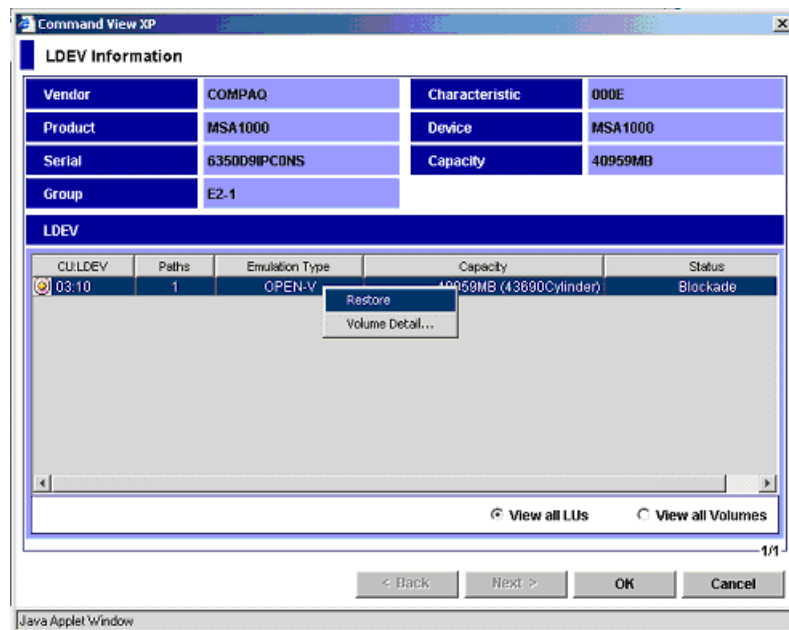 Command View XP
LDEV Information
Vendor COMPAQ Characteristic 000E
Product MSA1000 Device MSA1000
Serial 6350D9IPC0NS Capacity 40959MB
Group E2-1
LDEV
CU:LDEV Paths Emulation Type Capacity Status
03:10 1 OPEN-V 40959MB (43690Cylinder) Blockade
Restore
Volume Detail...
View all LUs View all Volumes
1/1
< Back Next > OK Cancel
Java Applet Window